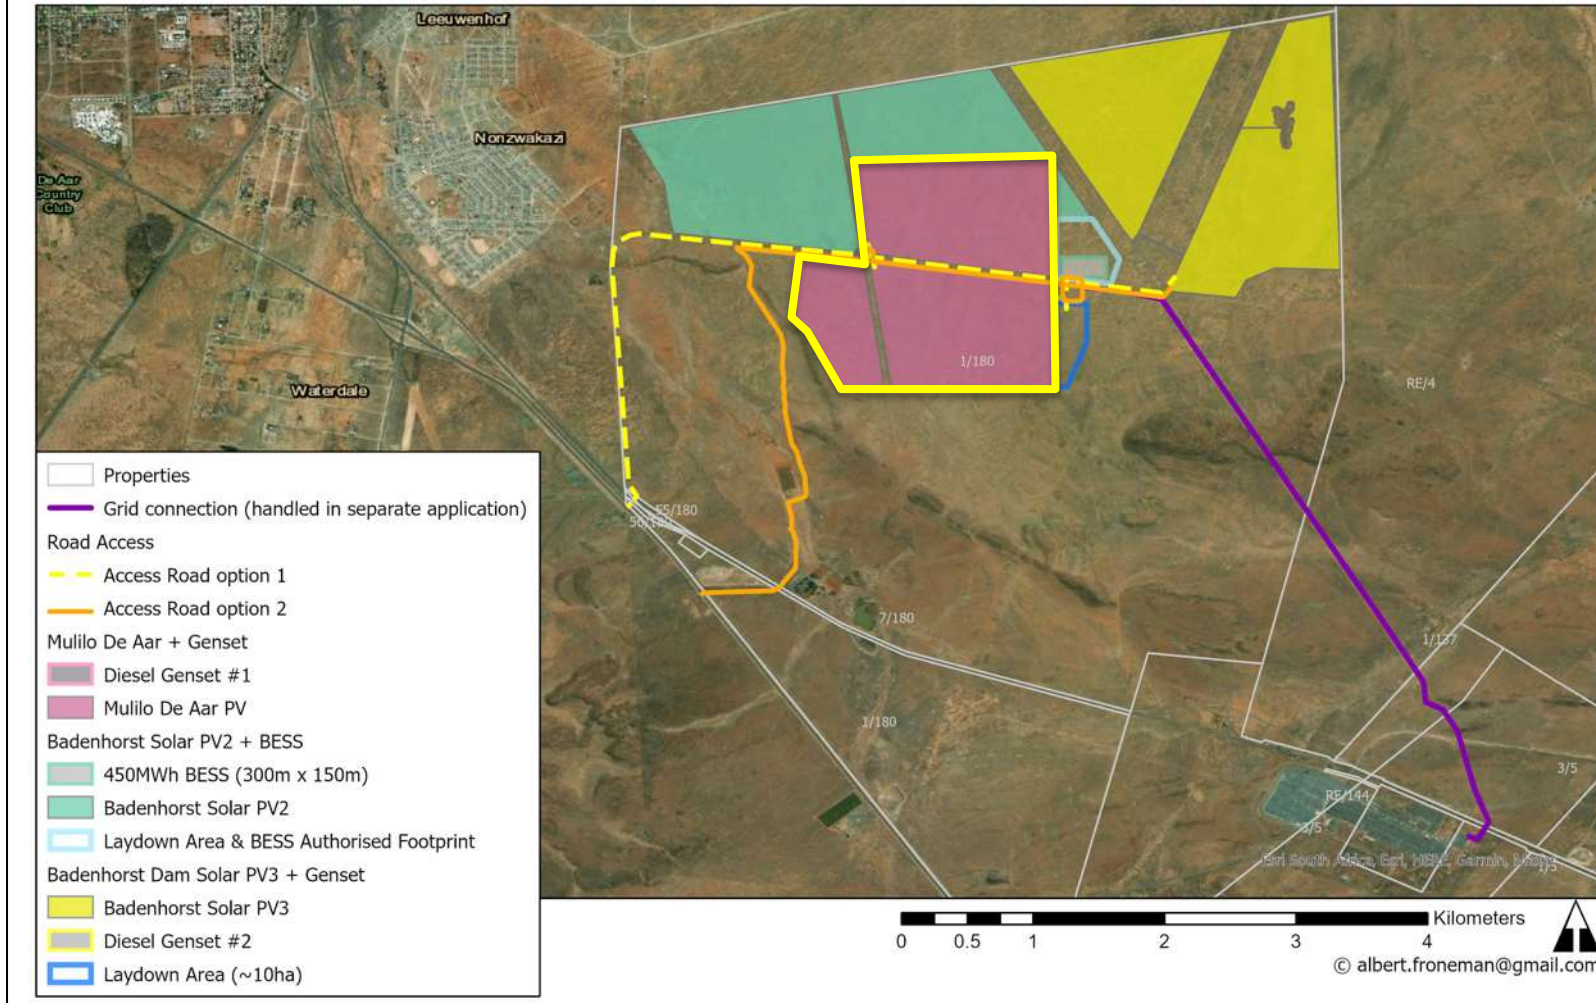 Leeuwenhof
Nonzwakazi
De Aar
Country
Club
Waterdale
1/180
RE/4
55/180
7/180
1/137
1/180
3/5
RE/144
3/5
Esri South Africa, Esri, HERE, Garmin,
1/5
Properties
Grid connection (handled in separate application)
Road Access
Access Road option 1
Access Road option 2
Mulilo De Aar + Genset
Diesel Genset #1
Mulilo De Aar PV
Badenhorst Solar PV2 + BESS
450MWh BESS (300m x 150m)
Badenhorst Solar PV2
Laydown Area & BESS Authorised Footprint
Badenhorst Dam Solar PV3 + Genset
Badenhorst Solar PV3
Diesel Genset #2
Laydown Area (~10ha)
Kilometers
0 0.5 1 2 3 4
© albert.froneman@gmail.com